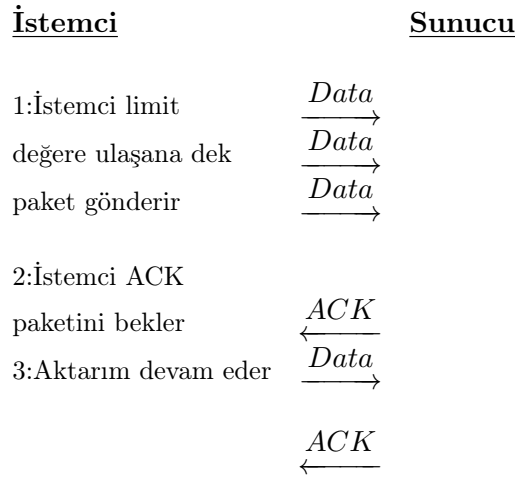 İstemci Sunucu
1:İstemci limit Data
değere ulaşana dek Data
paket gönderir Data
2:İstemci ACK
paketini bekler ACK
3:Aktarım devam eder Data
ACK